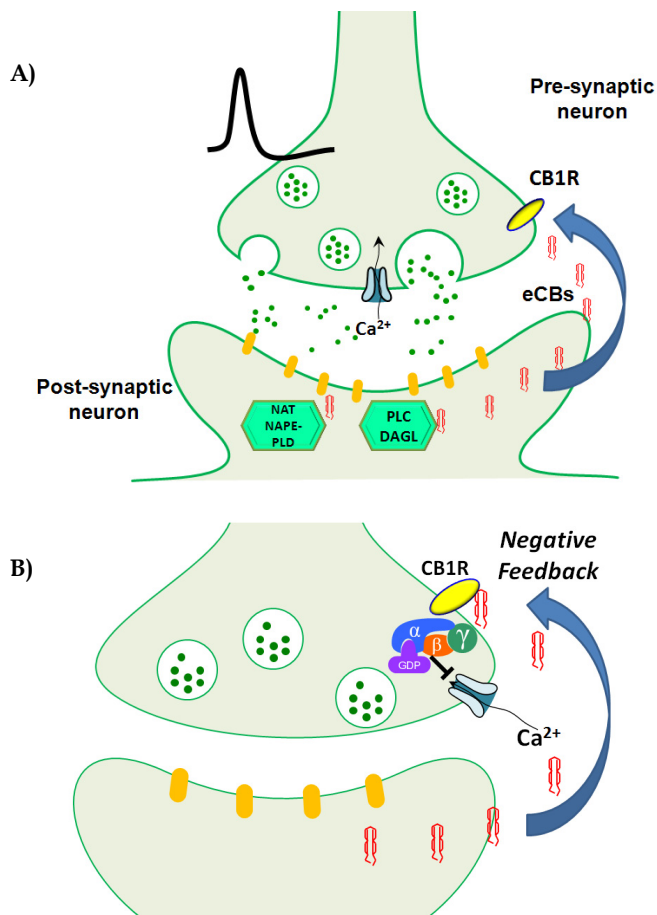 A)
Pre-synaptic
neuron
CB1R
eCBs
Ca²⁺
Post-synaptic
neuron
NAT
NAPE-
PLD
PLC
DAGL
B)
Negative
Feedback
CB1R
α
β
γ
GDP
Ca²⁺